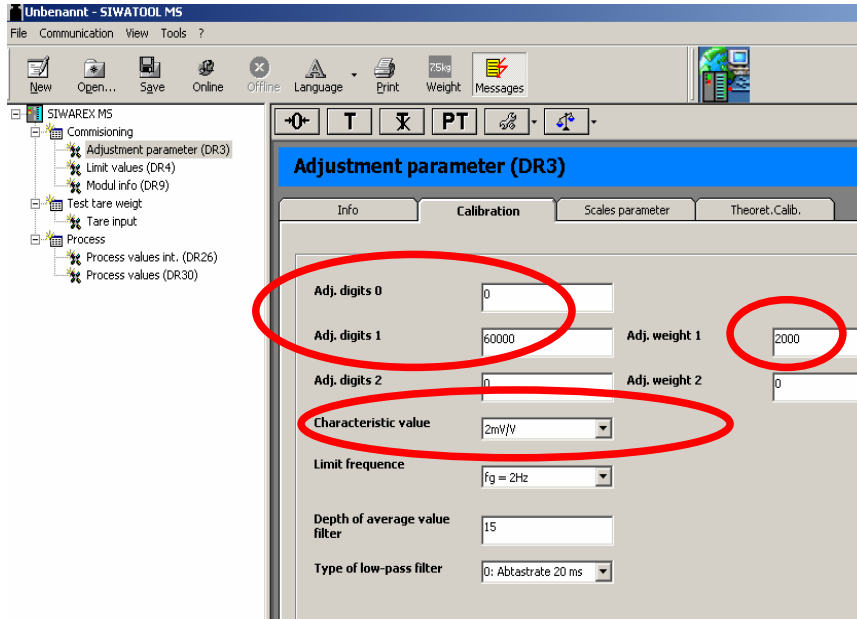 Unbenannt - SIWATOOL MS
File Communication View Tools ?
New Open... Save Online Offline Language Print 7.5kg Weight Messages
SIWAREX MS
Commisioning
Adjustment parameter (DR3)
Limit values (DR4)
Modul info (DR9)
Test tare weigt
Tare input
Process
Process values int. (DR26)
Process values (DR30)
→0← T T PT
Adjustment parameter (DR3)
Info Calibration Scales parameter Theoret.Calib.
Adj. digits 0 0
Adj. digits 1 60000 Adj. weight 1 2000
Adj. digits 2 0 Adj. weight 2 0
Characteristic value 2mV/V
Limit frequence fg = 2Hz
Depth of average value
filter 15
Type of low-pass filter 0: Abtastrate 20 ms